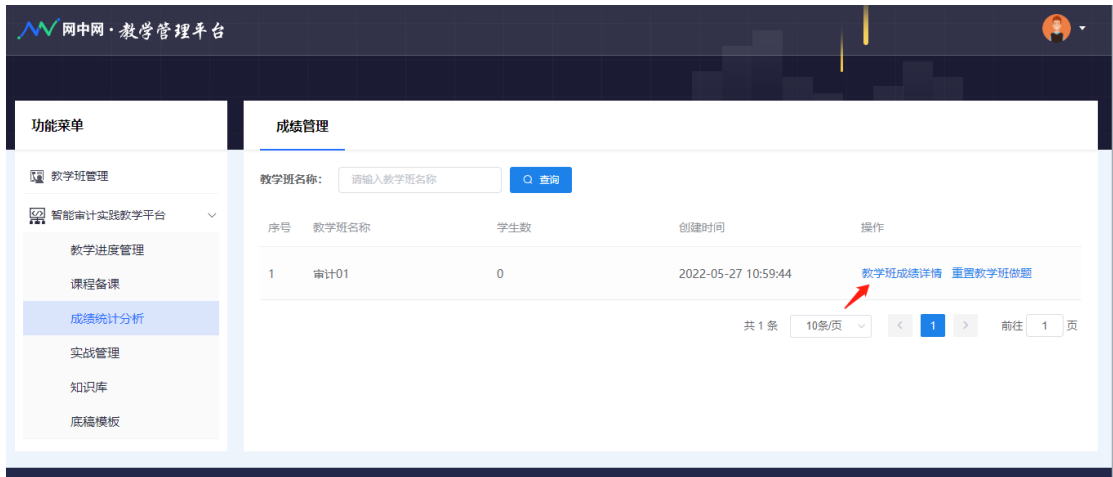 网中网·教学管理平台
功能菜单
教学班管理
智能审计实践教学平台
教学进度管理
课程备课
成绩统计分析
实战管理
知识库
底稿模板
成绩管理
教学班名称： 请输入教学班名称 查询
序号 教学班名称 学生数 创建时间 操作
1 审计01 0 2022-05-27 10:59:44 教学班成绩详情 重置教学班做题
共 1 条 10条/页 < 1 > 前往 1 页